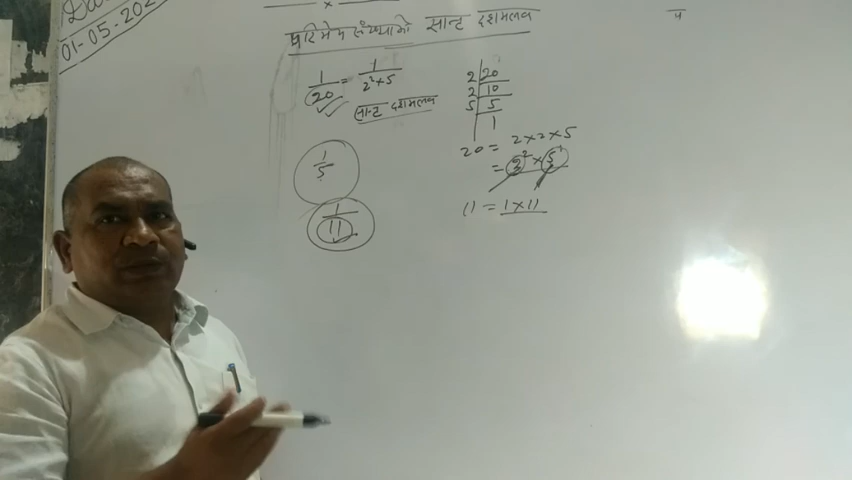 01-05-202
परिमेय संख्या को सान्ट दशमलव
1/20 = 1/2²×5
सान्ट दशमलव
2 | 20
2 | 10
5 | 5
1
20 = 2×2×5
= 2² × 5¹
1/5
1/11
11 = 1×11